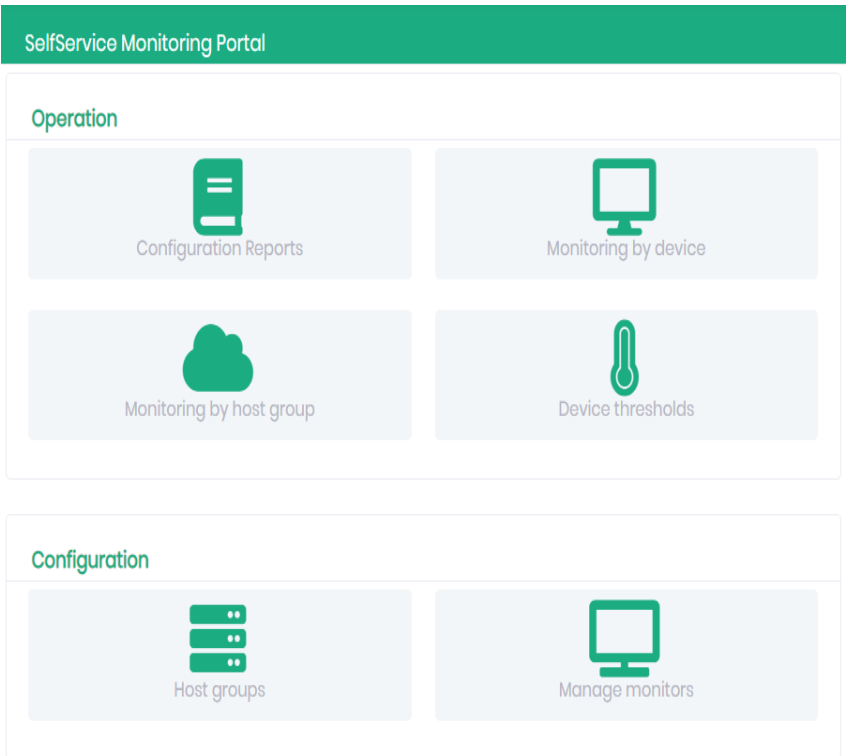 SelfService Monitoring Portal
Operation
Configuration Reports
Monitoring by device
Monitoring by host group
Device thresholds
Configuration
Host groups
Manage monitors